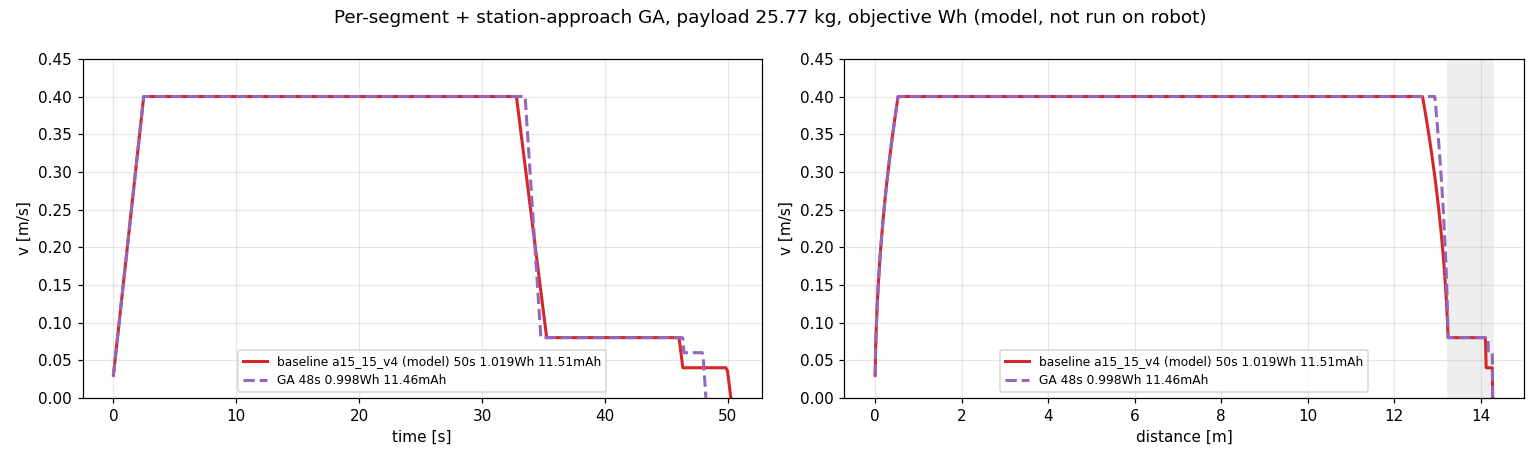 Per-segment + station-approach GA, payload 25.77 kg, objective Wh (model, not run on robot)
0.45
0.40
0.35
0.30
0.25
0.20
0.15
0.10
0.05
0.00
v [m/s]
baseline a15_15_v4 (model) 50s 1.019Wh 11.51mAh
GA 48s 0.998Wh 11.46mAh
0 10 20 30 40 50
time [s]
0.45
0.40
0.35
0.30
0.25
0.20
0.15
0.10
0.05
0.00
v [m/s]
baseline a15_15_v4 (model) 50s 1.019Wh 11.51mAh
GA 48s 0.998Wh 11.46mAh
0 2 4 6 8 10 12 14
distance [m]